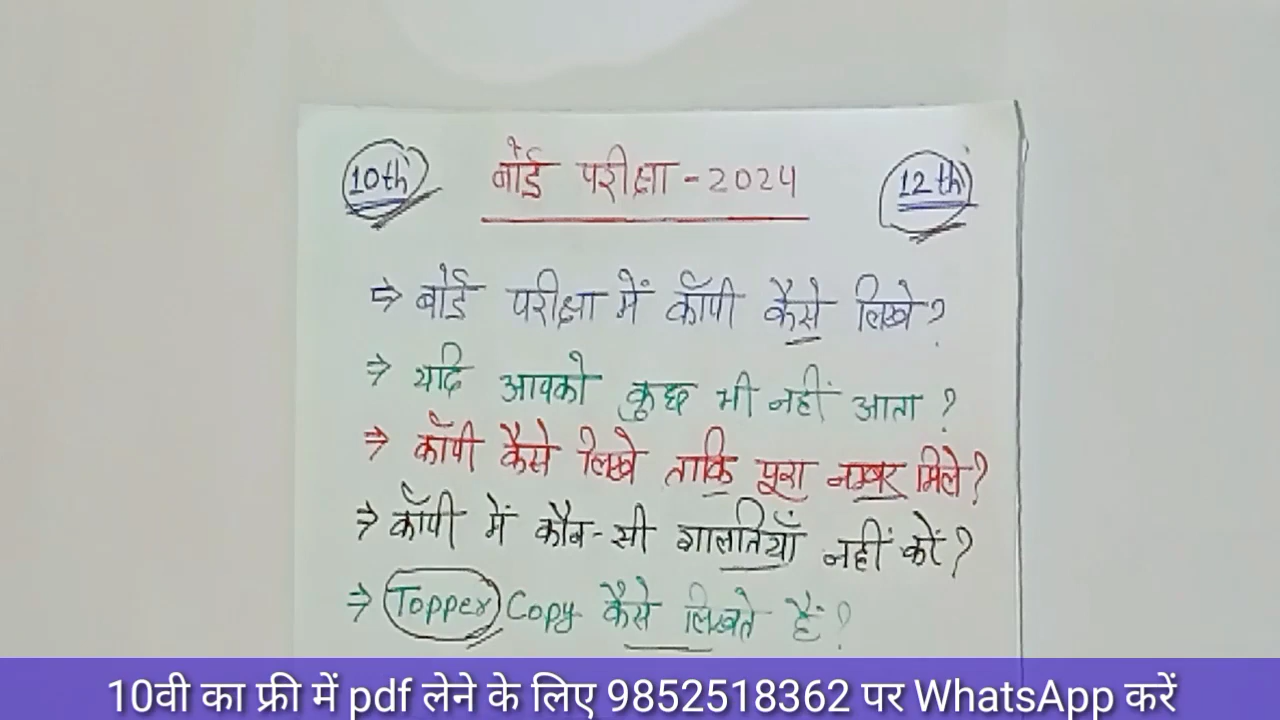 10th बोर्ड परीक्षा - 2024 12th
⇒ बोर्ड परीक्षा में कॉपी कैसे लिखे?
⇒ यदि आपको कुछ भी नहीं आता?
⇒ कॉपी कैसे लिखे ताकि पूरा नम्बर मिले?
⇒ कॉपी में कौन-सी गालतियाँ नहीं करें?
⇒ Topper Copy कैसे लिखते हैं?
10वी का फ्री में pdf लेने के लिए 9852518362 पर WhatsApp करें